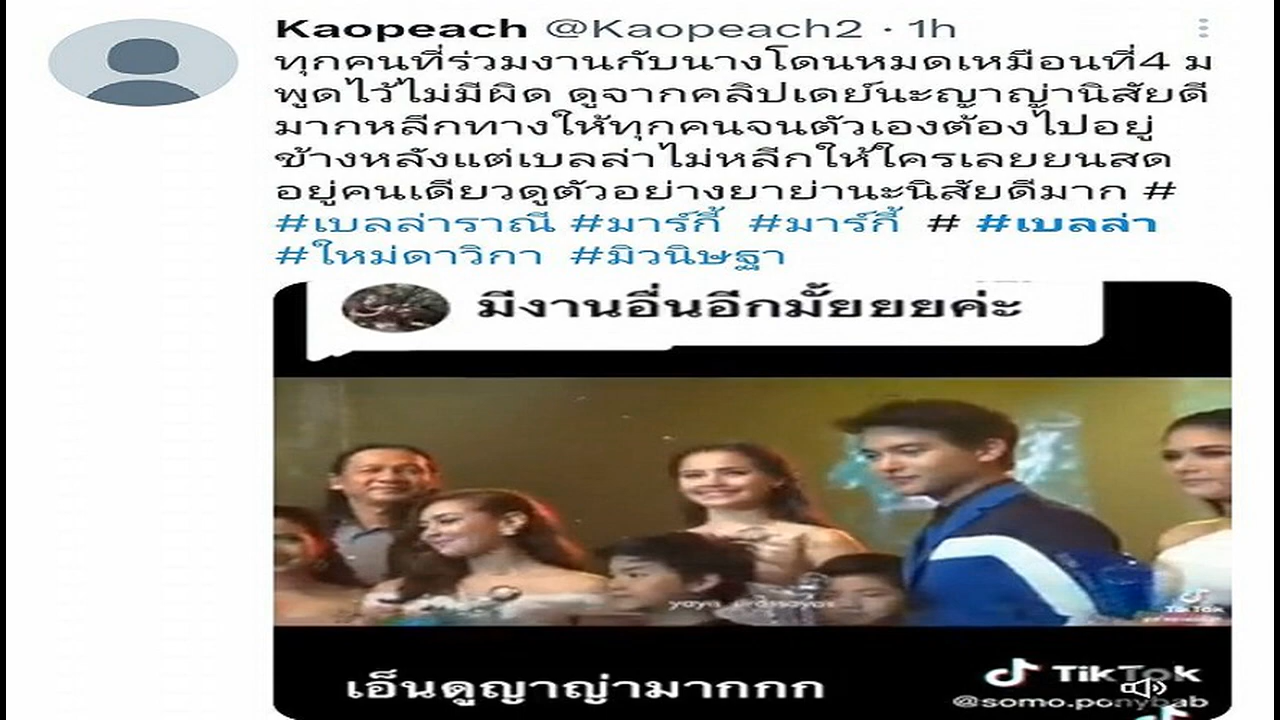 Kaopeach @Kaopeach2 · 1h
ทุกคนที่ร่วมงานกับนางโดนหมดเหมือนที่4 ม
พูดไว้ไม่มีผิด ดูจากคลิปเดย์นะญาญ่านิสัยดี
มากหลีกทางให้ทุกคนจนตัวเองต้องไปอยู่
ข้างหลังแต่เบลล่าไม่หลีกให้ใครเลยยนสด
อยู่คนเดียวดูตัวอย่างยาย่านะนิสัยดีมาก #
#เบลล่าราณี #มาร์กี้ #มาร์กี้ # #เบลล่า
#ใหม่ดาวิกา #มิวนิษฐา
มีงานอื่นอีกมั้ยยยยค่ะ
TikTok
เอ็นดูญาญ่ามากกก
TikTok
@somo.ponybab